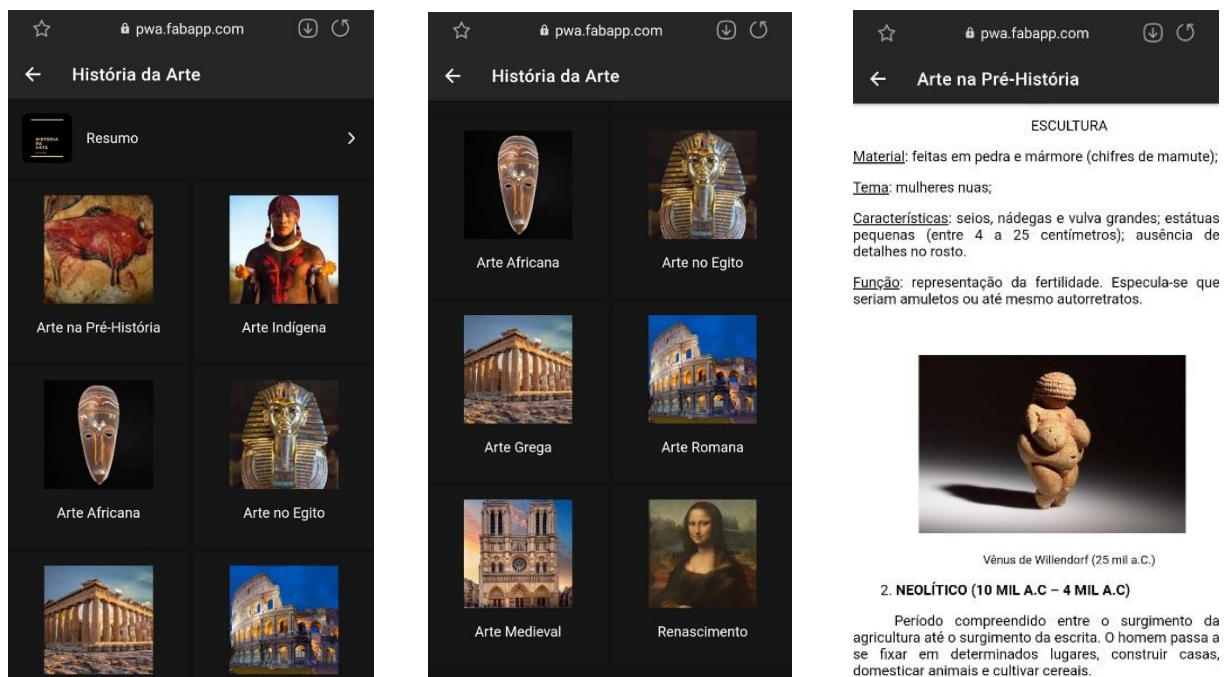 pwa.fabapp.com
História da Arte
HISTÓRIA
DA
ARTE
Resumo
Arte na Pré-História
Arte Indígena
Arte Africana
Arte no Egito
pwa.fabapp.com
História da Arte
Arte Africana
Arte no Egito
Arte Grega
Arte Romana
Arte Medieval
Renascimento
pwa.fabapp.com
Arte na Pré-História
ESCULTURA
Material: feitas em pedra e mármore (chifres de mamute);
Tema: mulheres nuas;
Características: seios, nádegas e vulva grandes; estátuas
pequenas (entre 4 a 25 centímetros); ausência de
detalhes no rosto.
Função: representação da fertilidade. Especula-se que
seriam amuletos ou até mesmo autorretratos.
Vênus de Willendorf (25 mil a.C.)
2. NEOLÍTICO (10 MIL A.C – 4 MIL A.C)
Período compreendido entre o surgimento da
agricultura até o surgimento da escrita. O homem passa a
se fixar em determinados lugares, construir casas,
domesticar animais e cultivar cereais.